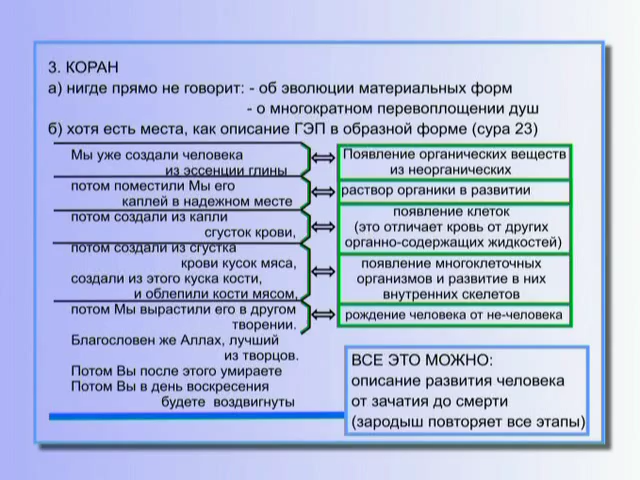 3. КОРАН
а) нигде прямо не говорит: - об эволюции материальных форм
- о многократном перевоплощении душ
б) хотя есть места, как описание ГЭП в образной форме (сура 23)
Мы уже создали человека
из эссенции глины
потом поместили Мы его
каплей в надежном месте
потом создали из капли
сгусток крови,
потом создали из сгустка
крови кусок мяса,
создали из этого куска кости,
и облепили кости мясом,
потом Мы вырастили его в другом
творении.
Благословен же Аллах, лучший
из творцов.
Потом Вы после этого умираете
Потом Вы в день воскресения
будете воздвигнуты
Появление органических веществ
из неорганических
раствор органики в развитии
появление клеток
(это отличает кровь от других
органно-содержащих жидкостей)
появление многоклеточных
организмов и развитие в них
внутренних скелетов
рождение человека от не-человека
ВСЕ ЭТО МОЖНО:
описание развития человека
от зачатия до смерти
(зародыш повторяет все этапы)